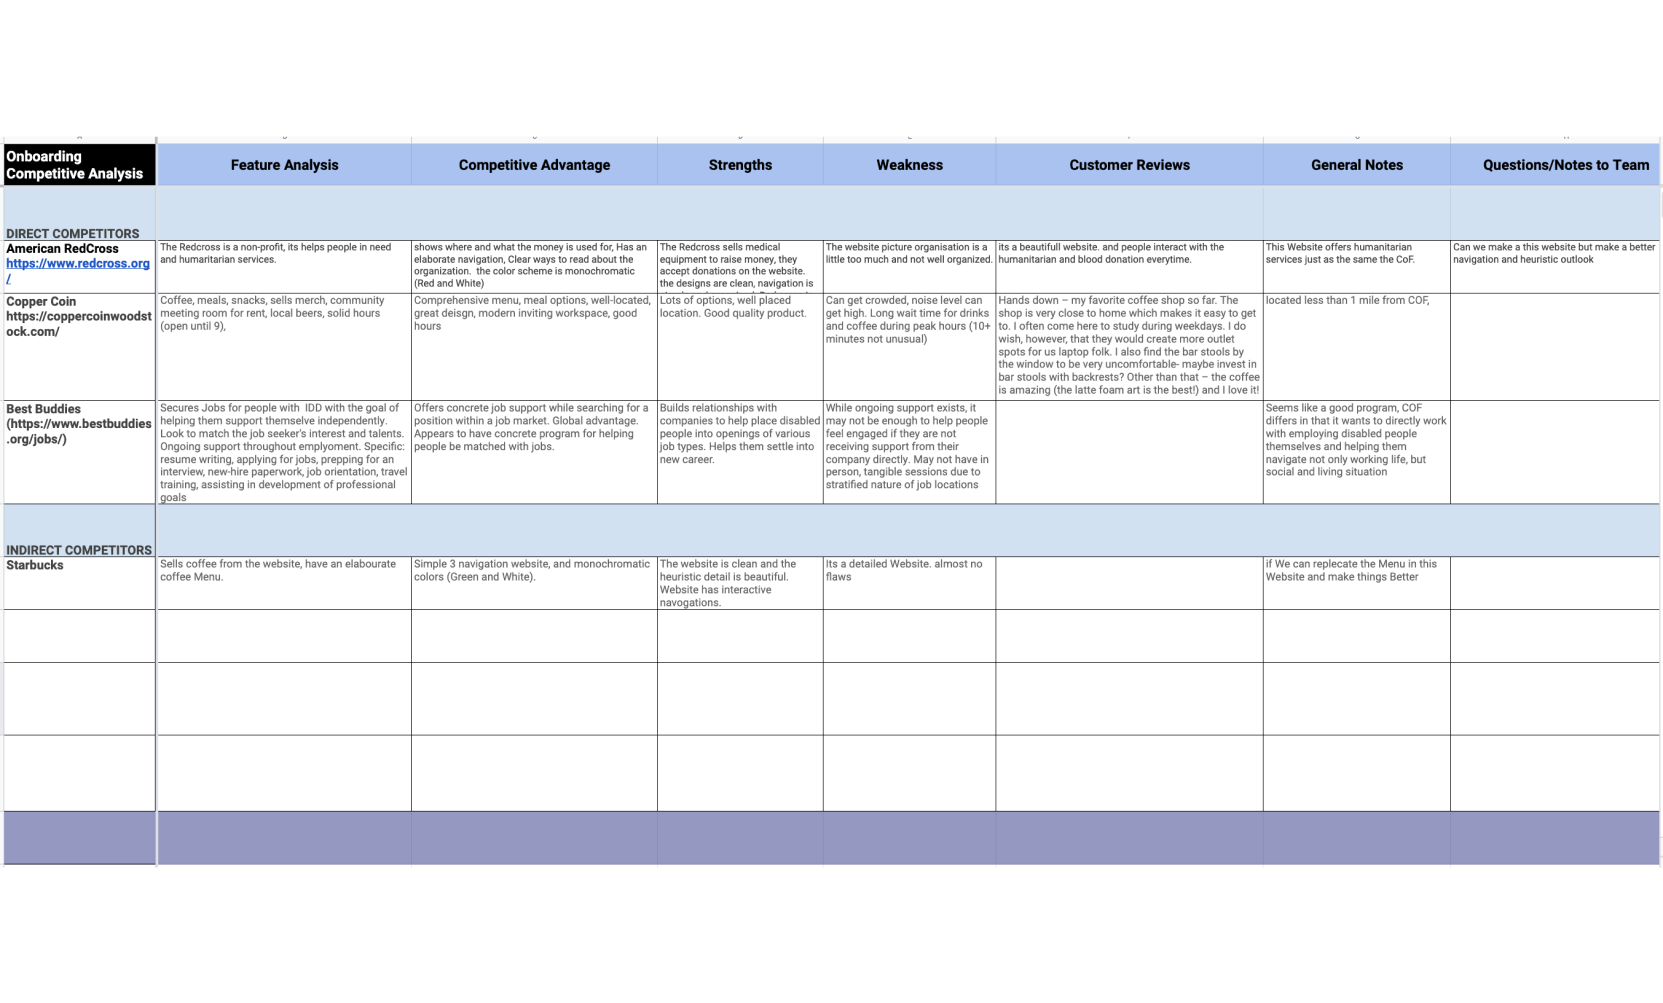 Onboarding
Competitive Analysis
Feature Analysis
Competitive Advantage
Strengths
Weakness
Customer Reviews
General Notes
Questions/Notes to Team
DIRECT COMPETITORS
American RedCross
https://www.redcross.org
/
The Redcross is a non-profit, its helps people in need
and humanitarian services.
shows where and what the money is used for, Has an
elaborate navigation, Clear ways to read about the
organization.  the color scheme is monochromatic
(Red and White)
The Redcross sells medical
equipment to raise money, they
accept donations on the website.
the designs are clean, navigation is
The website picture organisation is a
little too much and not well organized.
its a beautifull website. and people interact with the
humanitarian and blood donation everytime.
This Website offers humanitarian
services just as the same the CoF.
Can we make a this website but make a better
navigation and heuristic outlook
Copper Coin
https://coppercoinwoodst
ock.com/
Coffee, meals, snacks, sells merch, community
meeting room for rent, local beers, solid hours
(open until 9),
Comprehensive menu, meal options, well-located,
great deisgn, modern inviting workspace, good
hours
Lots of options, well placed
location. Good quality product.
Can get crowded, noise level can
get high. Long wait time for drinks
and coffee during peak hours (10+
minutes not unusual)
Hands down – my favorite coffee shop so far. The
shop is very close to home which makes it easy to get
to. I often come here to study during weekdays. I do
wish, however, that they would create more outlet
spots for us laptop folk. I also find the bar stools by
the window to be very uncomfortable- maybe invest in
bar stools with backrests? Other than that – the coffee
is amazing (the latte foam art is the best!) and I love it!
located less than 1 mile from COF,
Best Buddies
(https://www.bestbuddies
.org/jobs/)
Secures Jobs for people with  IDD with the goal of
helping them support themselve independently.
Look to match the job seeker's interest and talents.
Ongoing support throughout emplyoment. Specific:
resume writing, applying for jobs, prepping for an
interview, new-hire paperwork, job orientation, travel
training, assisting in development of professional
goals
Offers concrete job support while searching for a
position within a job market. Global advantage.
Appears to have concrete program for helping
people be matched with jobs.
Builds relationships with
companies to help place disabled
people into openings of various
job types. Helps them settle into
new career.
While ongoing support exists, it
may not be enough to help people
feel engaged if they are not
receiving support from their
company directly. May not have in
person, tangible sessions due to
stratified nature of job locations
Seems like a good program, COF
differs in that it wants to directly work
with employing disabled people
themselves and helping them
navigate not only working life, but
social and living situation
INDIRECT COMPETITORS
Starbucks
Sells coffee from the website, have an elabourate
coffee Menu.
Simple 3 navigation website, and monochromatic
colors (Green and White).
The website is clean and the
heuristic detail is beautiful.
Website has interactive
navogations.
Its a detailed Website. almost no
flaws
if We can replecate the Menu in this
Website and make things Better